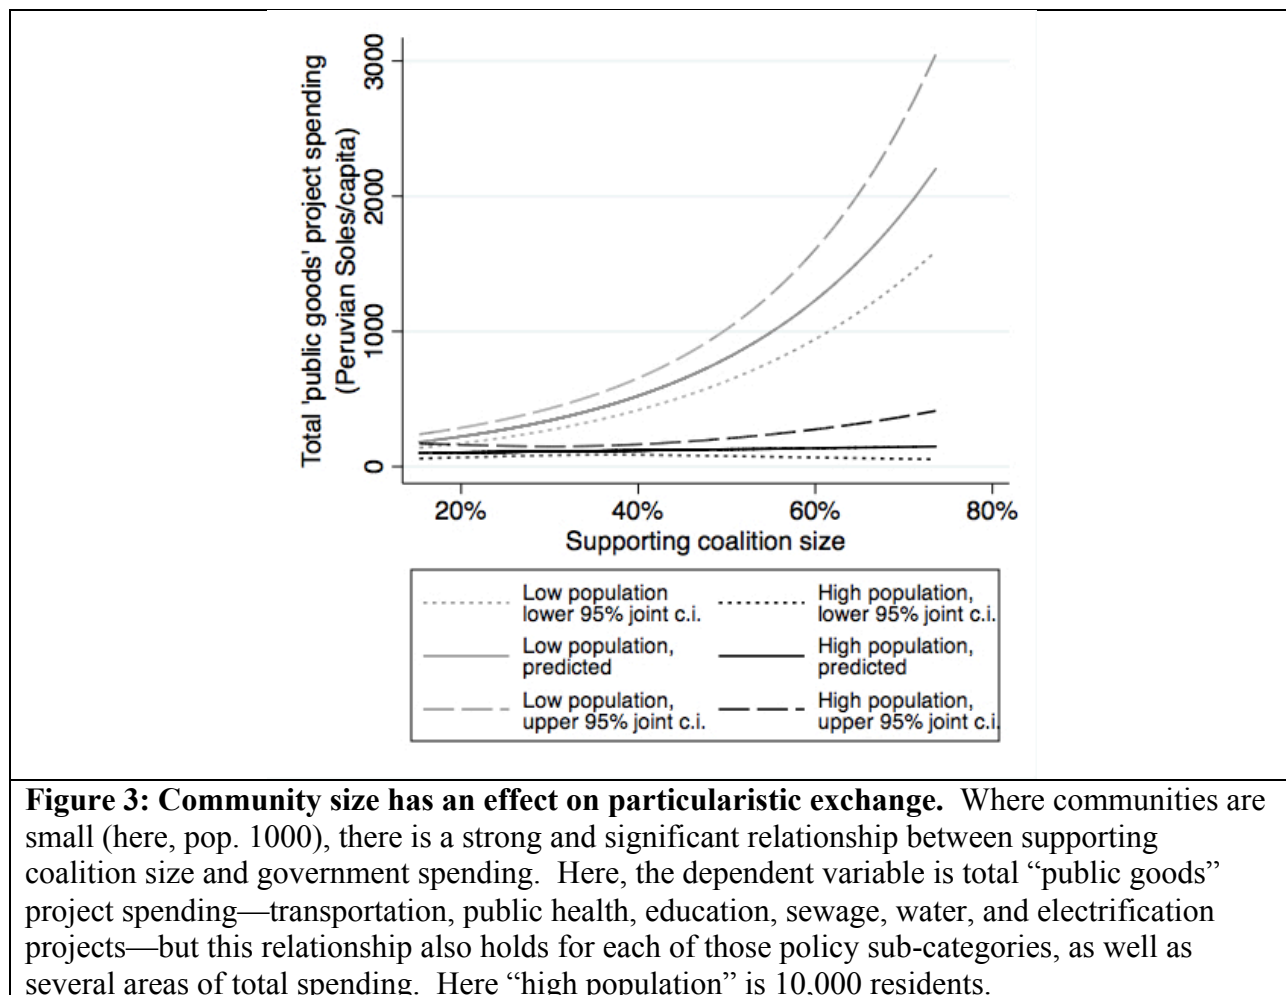 Total 'public goods' project spending
(Peruvian Soles/capita)
3000
2000
1000
0
20% 40% 60% 80%
Supporting coalition size
Low population
lower 95% joint c.i.
High population,
lower 95% joint c.i.
Low population,
predicted
High population,
predicted
Low population,
upper 95% joint c.i.
High population,
upper 95% joint c.i.
Figure 3: Community size has an effect on particularistic exchange. Where communities are
small (here, pop. 1000), there is a strong and significant relationship between supporting
coalition size and government spending. Here, the dependent variable is total “public goods”
project spending—transportation, public health, education, sewage, water, and electrification
projects—but this relationship also holds for each of those policy sub-categories, as well as
several areas of total spending. Here “high population” is 10,000 residents.